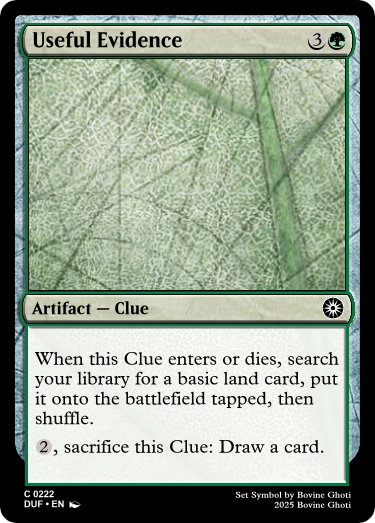 Useful Evidence 3
Artifact — Clue
When this Clue enters or dies, search
your library for a basic land card, put
it onto the battlefield tapped, then
shuffle.
2, sacrifice this Clue: Draw a card.
C 0222
DUF • EN
Set Symbol by Bovine Ghoti
2025 Bovine Ghoti